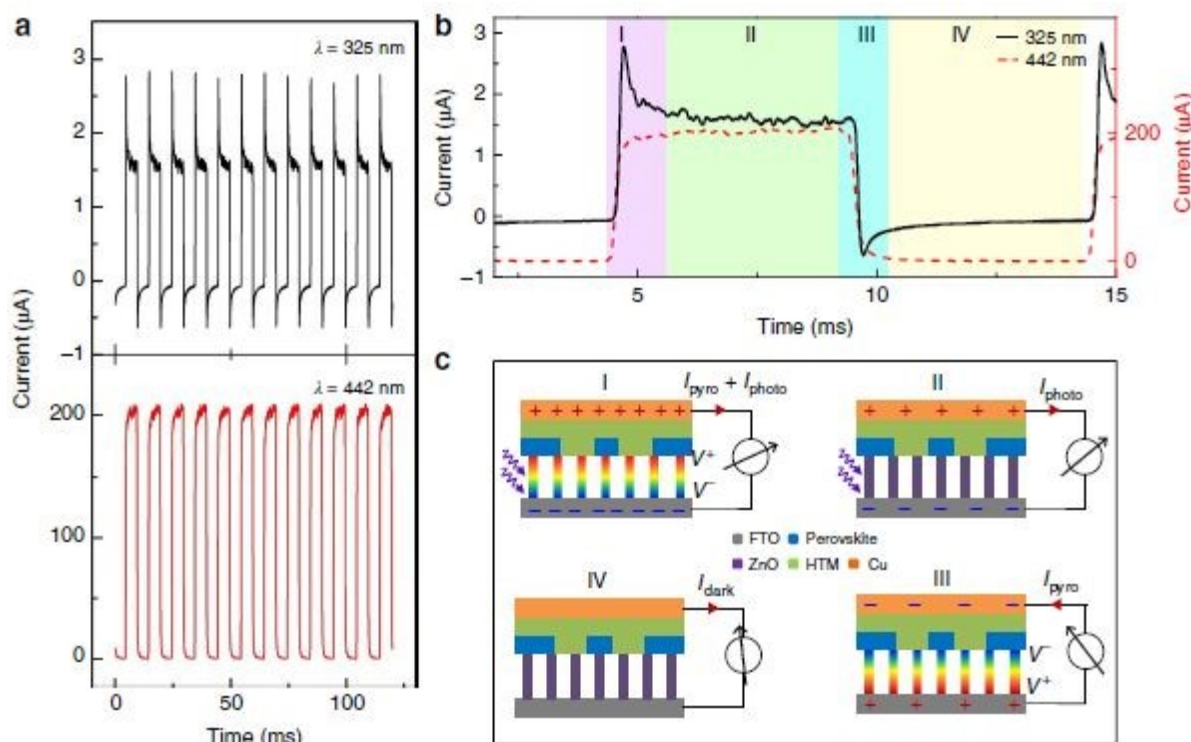 a
λ = 325 nm
3
2
1
0
−1
λ = 442 nm
200
100
0
Current (μA)
0 50 100
Time (ms)
b
I II III IV
325 nm
442 nm
3
2
1
0
−1
Current (μA)
200
0
Current (μA)
5 10 15
Time (ms)
c
I
Ipyro + Iphoto
V+
V−
II
Iphoto
FTO Perovskite
ZnO HTM Cu
IV
Idark
III
Ipyro
V−
V+